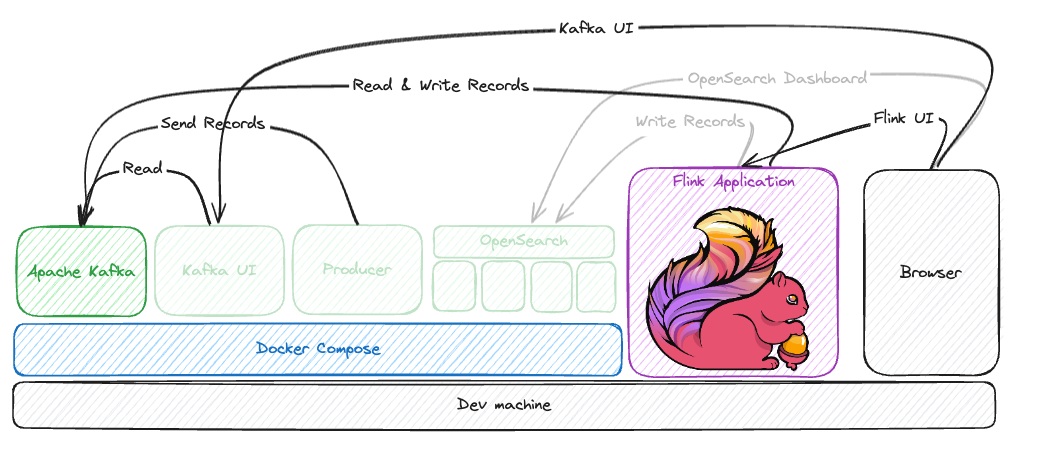 Kafka UI
OpenSearch Dashboard
Read & Write Records
Send Records
Write Records
Flink UI
Read
Flink Application
Apache Kafka
Kafka UI
Producer
OpenSearch
Browser
Docker Compose
Dev machine